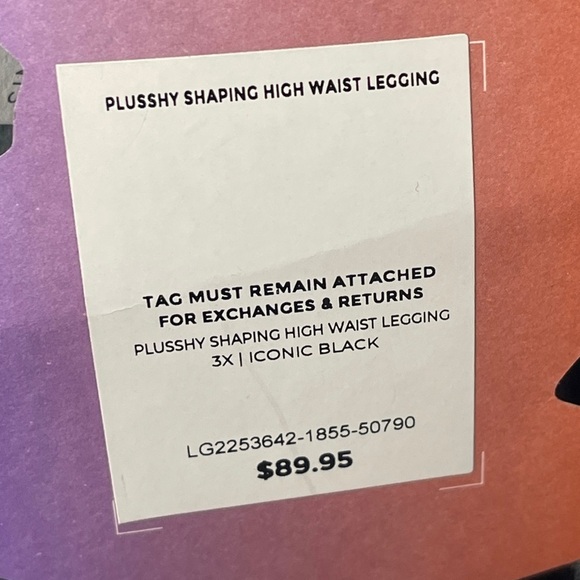 PLUSSHY SHAPING HIGH WAIST LEGGING
TAG MUST REMAIN ATTACHED
FOR EXCHANGES & RETURNS
PLUSSHY SHAPING HIGH WAIST LEGGING
3X | ICONIC BLACK
LG2253642-1855-50790
$89.95